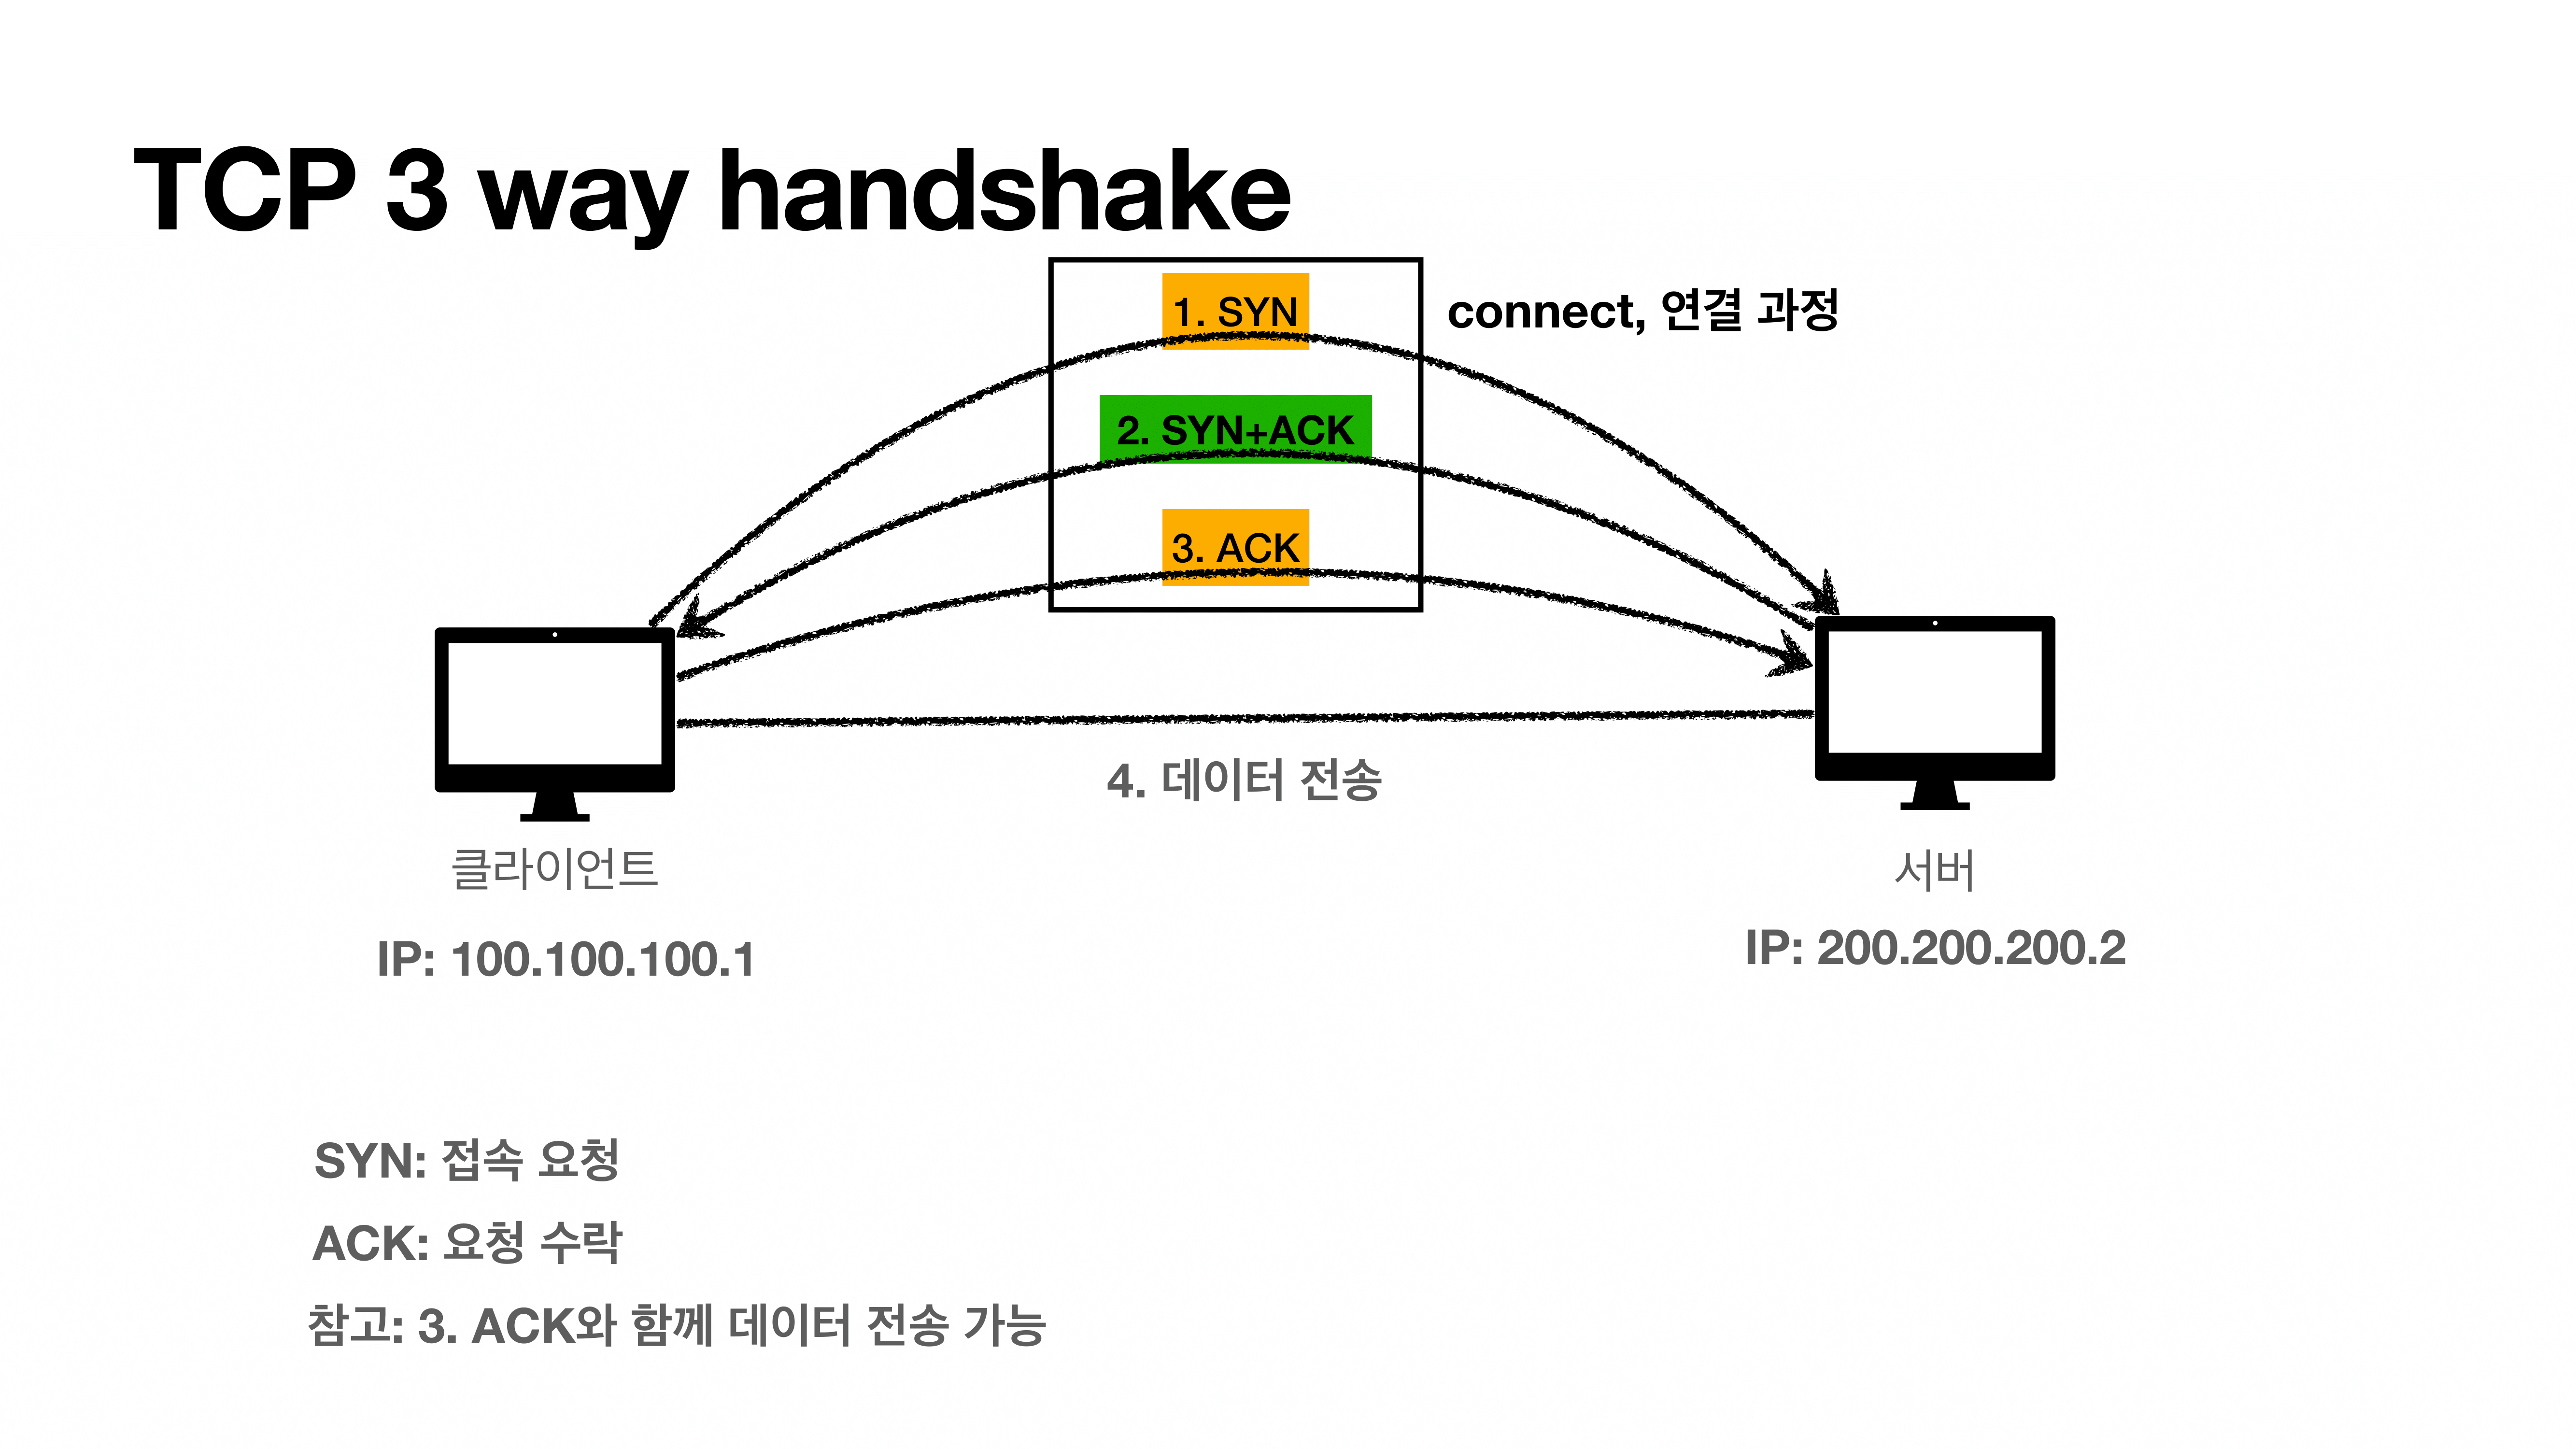 TCP 3 way handshake
1. SYN
connect, 연결 과정
2. SYN+ACK
3. ACK
4. 데이터 전송
클라이언트
서버
IP: 100.100.100.1
IP: 200.200.200.2
SYN: 접속 요청
ACK: 요청 수락
참고: 3. ACK와 함께 데이터 전송 가능